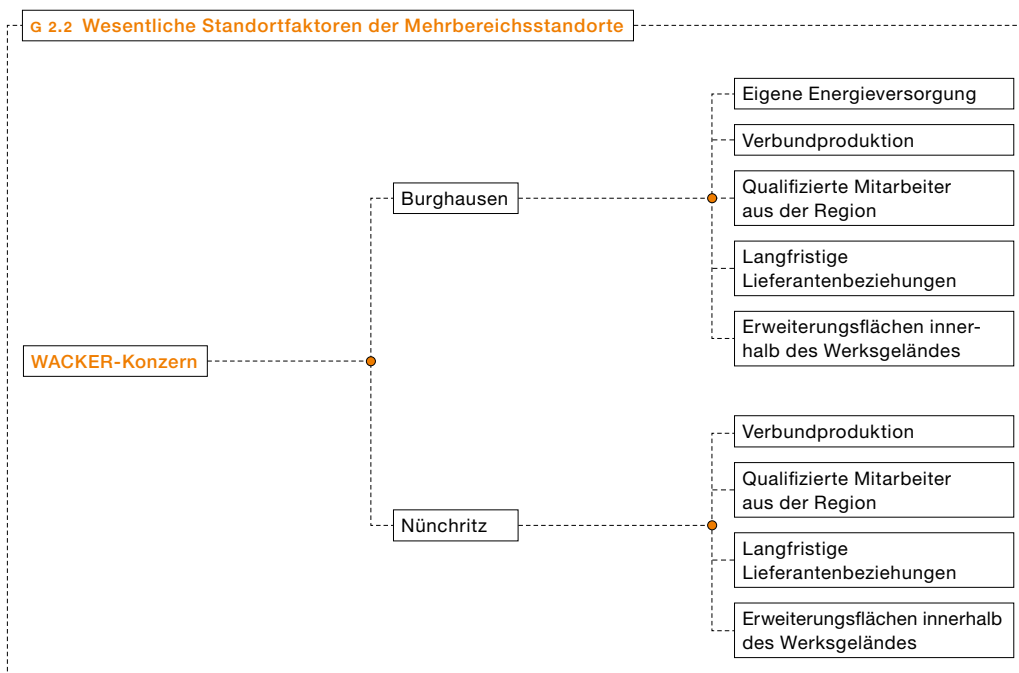 G 2.2 Wesentliche Standortfaktoren der Mehrbereichsstandorte
WACKER-Konzern
Burghausen
Eigene Energieversorgung
Verbundproduktion
Qualifizierte Mitarbeiter
aus der Region
Langfristige
Lieferantenbeziehungen
Erweiterungsflächen inner-
halb des Werksgeländes
Nünchritz
Verbundproduktion
Qualifizierte Mitarbeiter
aus der Region
Langfristige
Lieferantenbeziehungen
Erweiterungsflächen innerhalb
des Werksgeländes